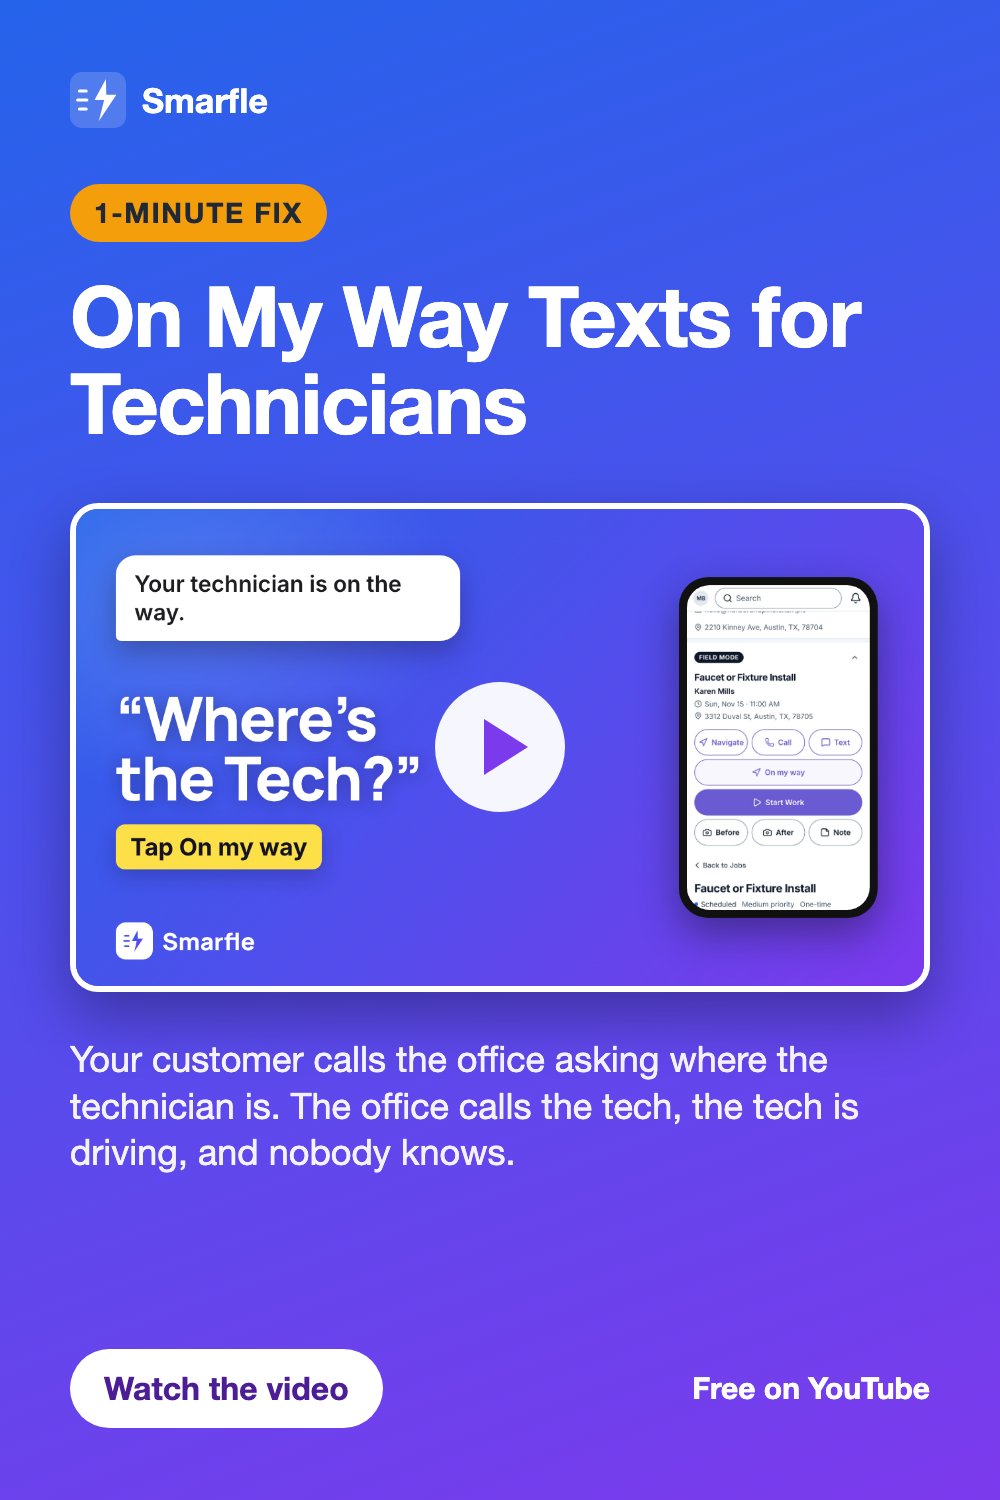 Smarfle
1-MINUTE FIX
On My Way Texts for
Technicians
Your technician is on the
way.
“Where’s
the Tech?”
Tap On my way
Smarfle
MB
Search
2210 Kinney Ave, Austin, TX, 78704
FIELD MODE
Faucet or Fixture Install
Karen Mills
Sun, Nov 15 · 11:00 AM
3312 Duval St, Austin, TX, 78705
Navigate
Call
Text
On my way
Start Work
Before
After
Note
Back to Jobs
Faucet or Fixture Install
Scheduled Medium priority One-time
Your customer calls the office asking where the
technician is. The office calls the tech, the tech is
driving, and nobody knows.
Watch the video
Free on YouTube